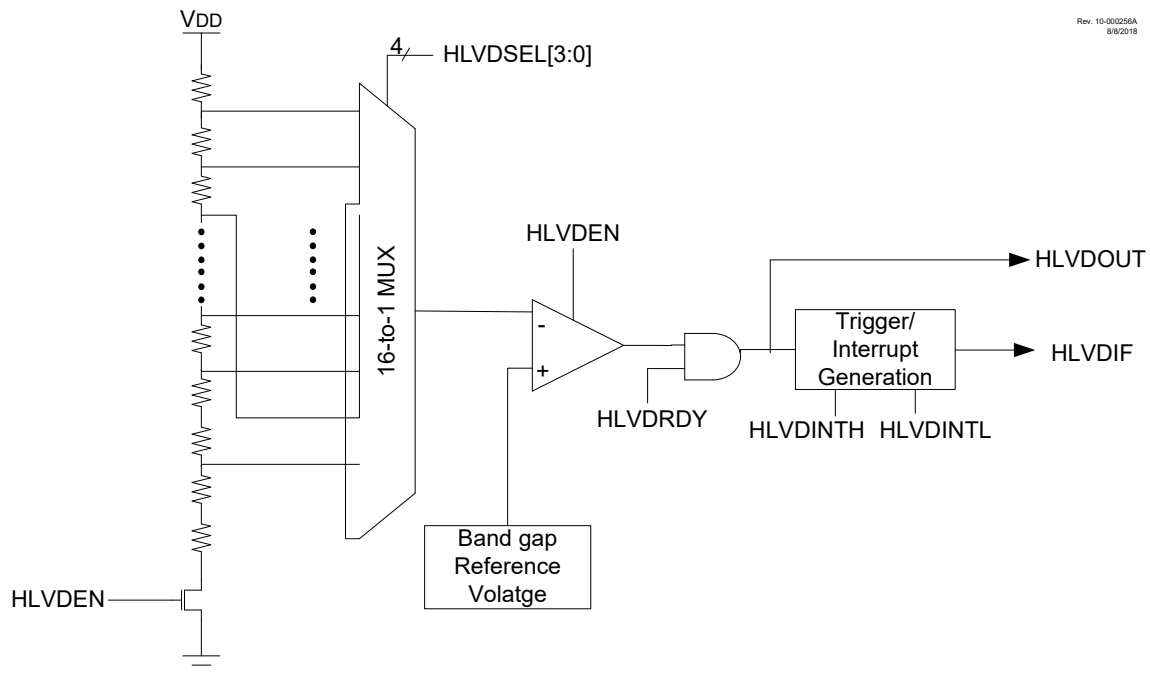 VDD
Rev. 10-000256A
8/8/2018
4
HLVDSEL[3:0]
16-to-1 MUX
HLVDEN
-
+
HLVDRDY
HLVDOUT
Trigger/
Interrupt
Generation
HLVDIF
HLVDINTH HLVDINTL
Band gap
Reference
Volatge
HLVDEN